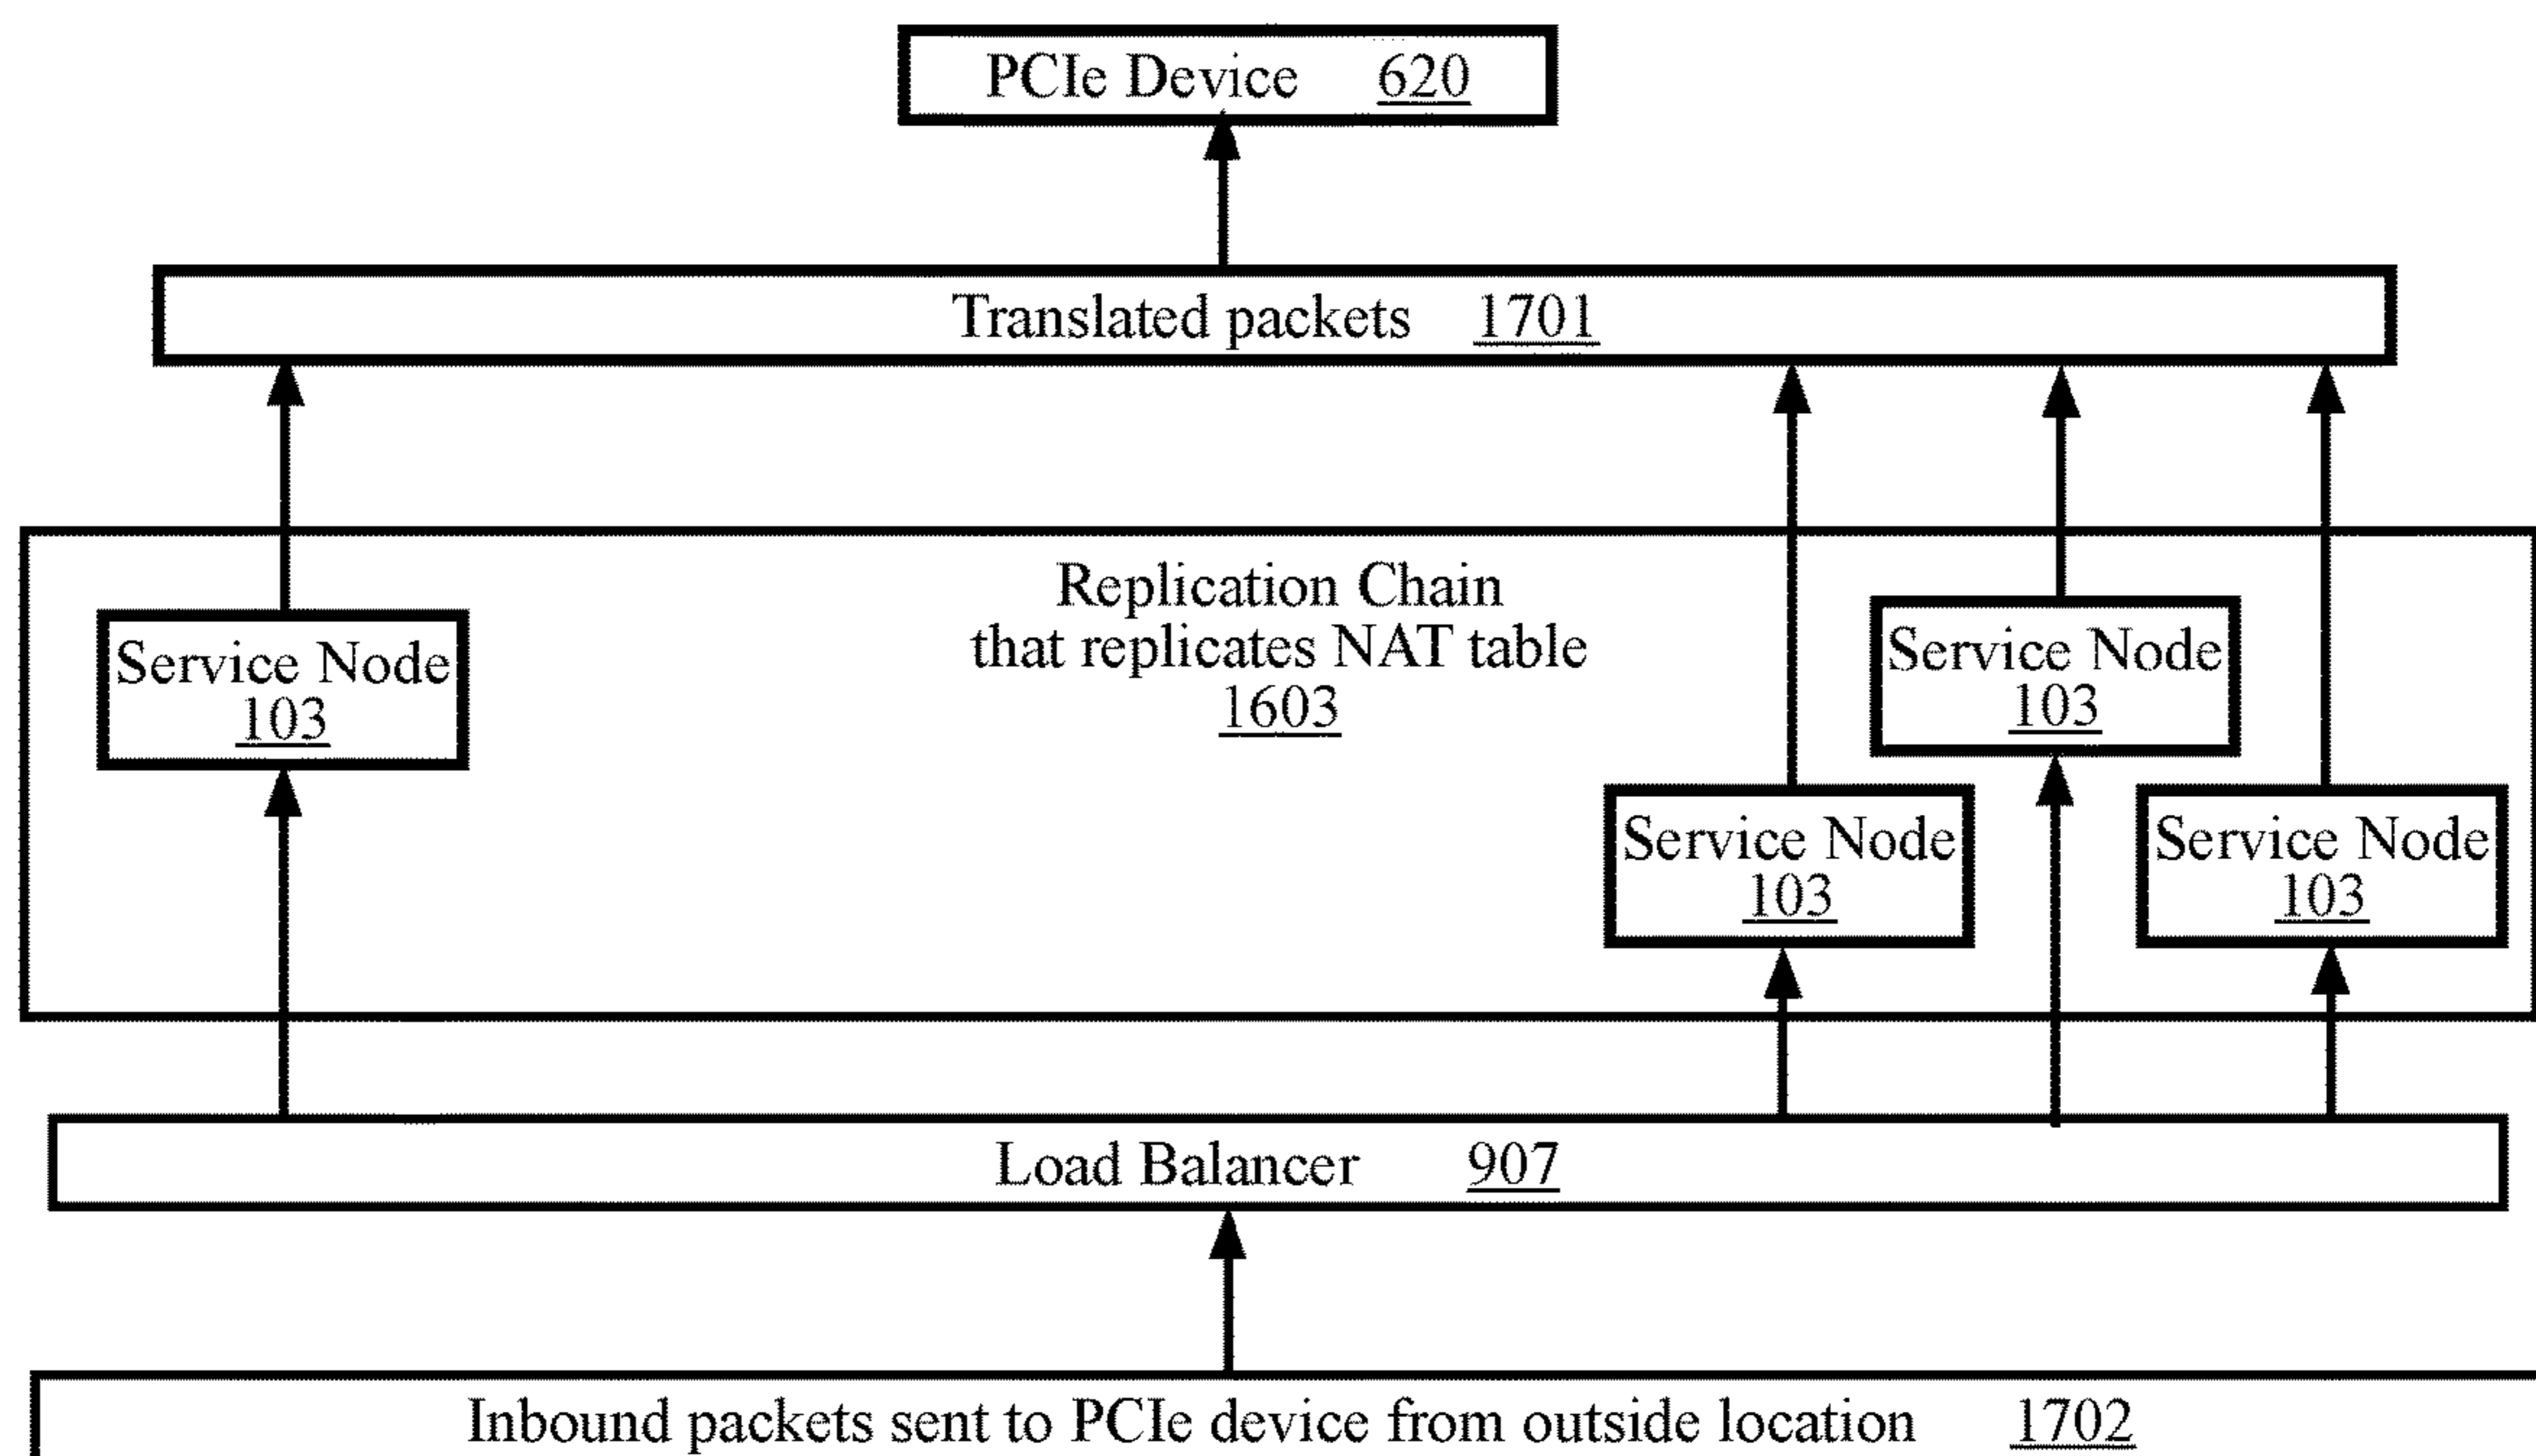 PCIe Device 620
Translated packets 1701
Replication Chain
that replicates NAT table
1603
Service Node
103
Service Node
103
Service Node
103
Service Node
103
Load Balancer 907
Inbound packets sent to PCIe device from outside location 1702